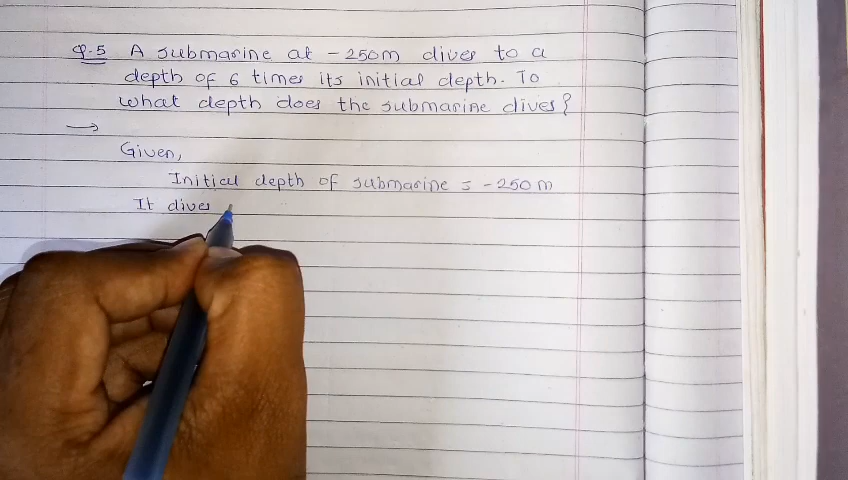 Q.5 A submarine at -250m dives to a
depth of 6 times its initial depth. To
what depth does the submarine dives?
→
Given,
Initial depth of submarine = -250m
It dives